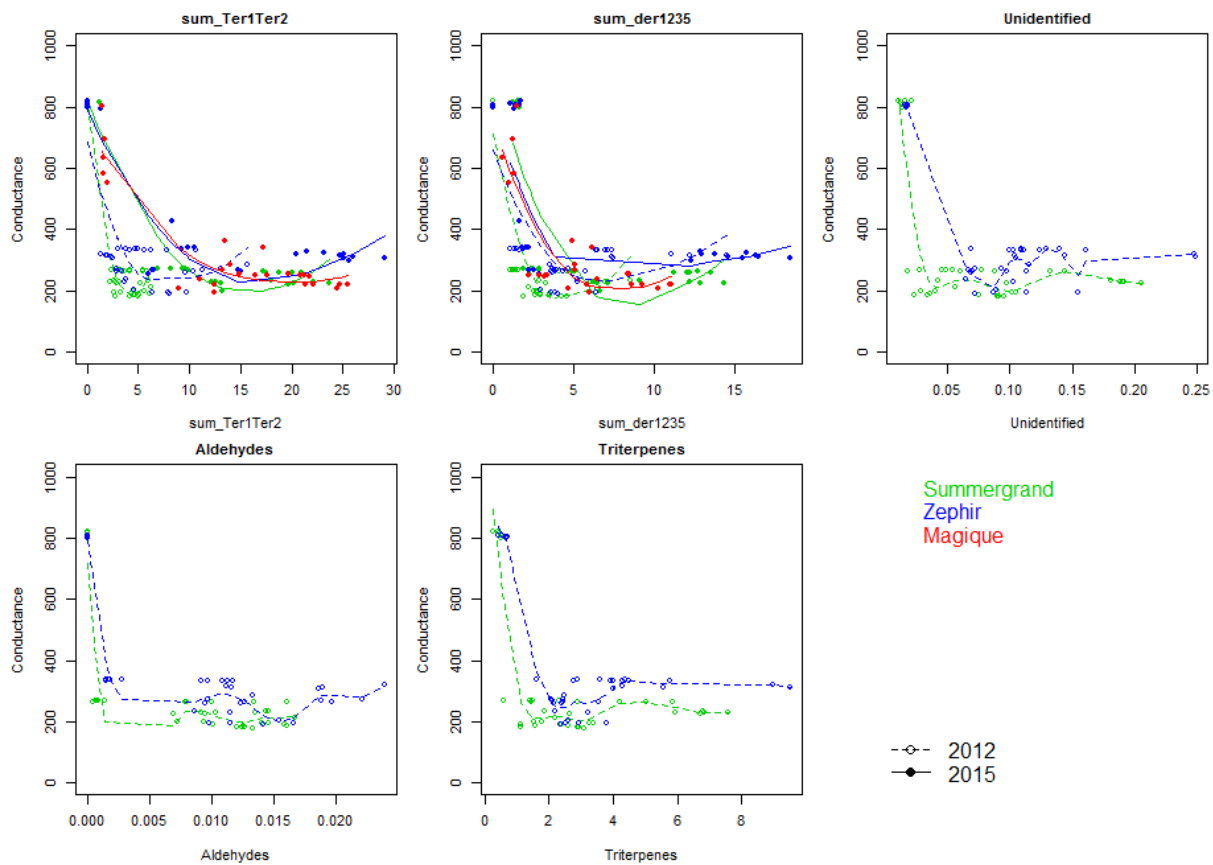 sum_Ter1Ter2
sum_der1235
Unidentified
Conductance
0 200 400 600 800 1000
0 5 10 15 20 25 30
sum_Ter1Ter2
Conductance
0 200 400 600 800 1000
0 5 10 15
sum_der1235
Conductance
0 200 400 600 800 1000
0.05 0.10 0.15 0.20 0.25
Unidentified
Aldehydes
Triterpenes
Conductance
0 200 400 600 800 1000
0.000 0.005 0.010 0.015 0.020
Aldehydes
Conductance
0 200 400 600 800 1000
0 2 4 6 8
Triterpenes
Summergrand
Zephir
Magique
2012
2015